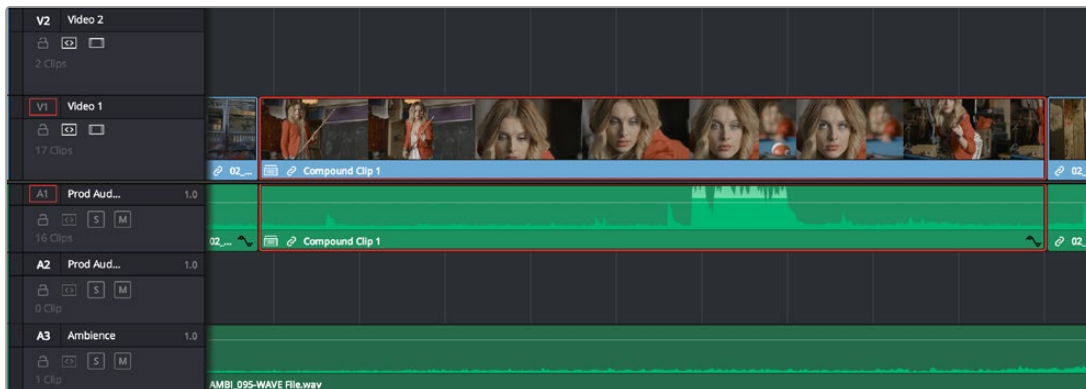 V2 Video 2
2 Clips
V1 Video 1
17 Clips
02_... Compound Clip 1 02_
A1 Prod Aud... 1.0
S M
16 Clips
02_... Compound Clip 1 02_
A2 Prod Aud... 1.0
S M
0 Clip
A3 Ambience 1.0
S M
1 Clip
AMBI_095-WAVE File.wav